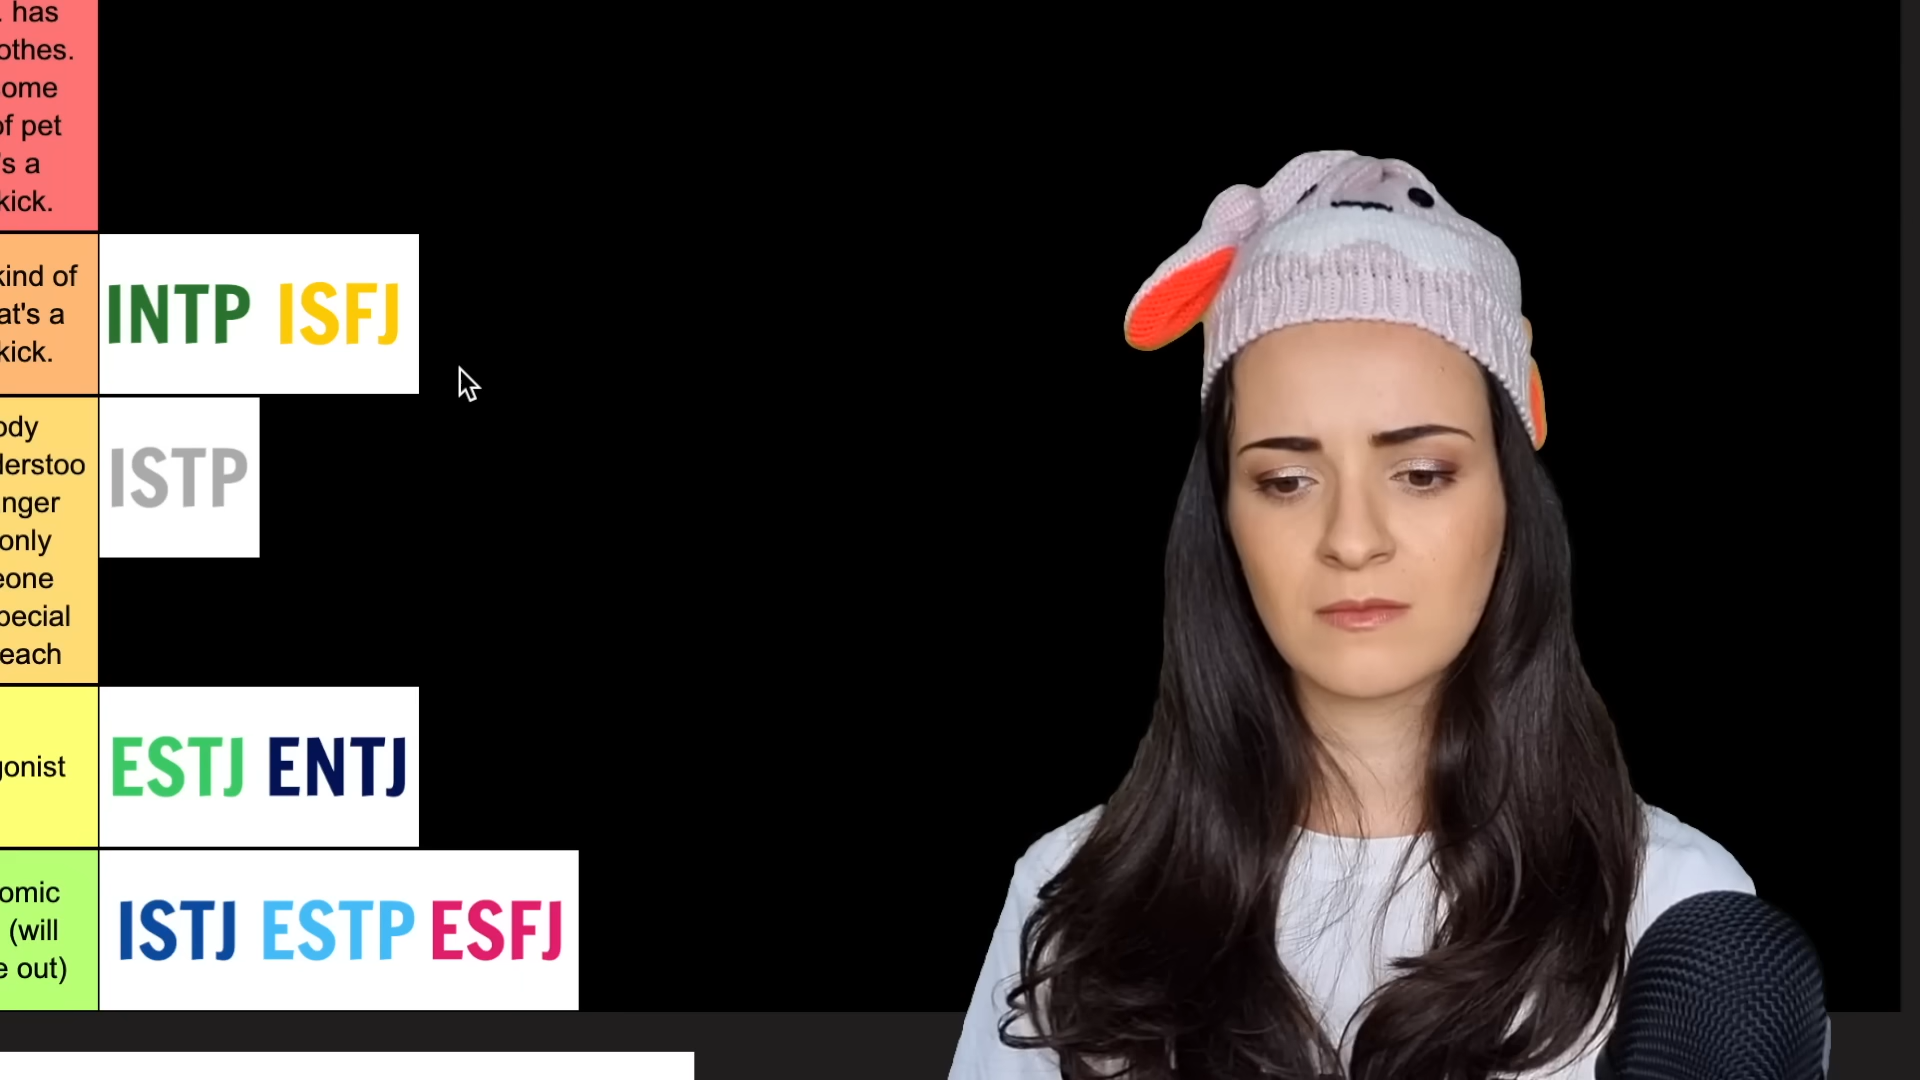 . has
othes.
ome
of pet
's a
kick.
kind of
at's a
kick.
INTP ISFJ
ody
derstoo
nger
only
eone
pecial
each
ISTP
gonist
ESTJ ENTJ
omic
(will
e out)
ISTJ ESTP ESFJ